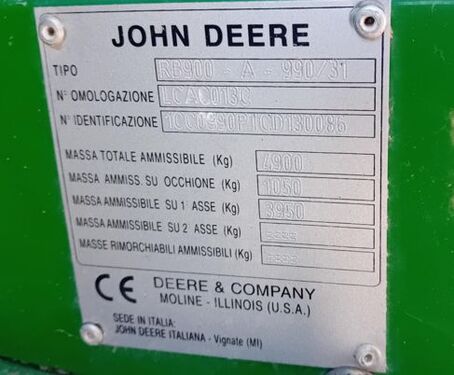 JOHN DEERE
TIPO RB900 - A - 990/31
N° OMOLOGAZIONE LCAC013C
N° IDENTIFICAZIONE 1CC0990P1CD130086
MASSA TOTALE AMMISSIBILE (Kg) 4900
MASSA AMMISS. SU OCCHIONE (Kg) 1050
MASSA AMMISSIBILE SU 1° ASSE (Kg) 3950
MASSA AMMISSIBILE SU 2° ASSE (Kg) ====
MASSE RIMORCHIABILI AMMISSIBILI (Kg) ====
CE DEERE & COMPANY
MOLINE - ILLINOIS (U.S.A.)
SEDE IN ITALIA:
JOHN DEERE ITALIANA - Vignate (MI)